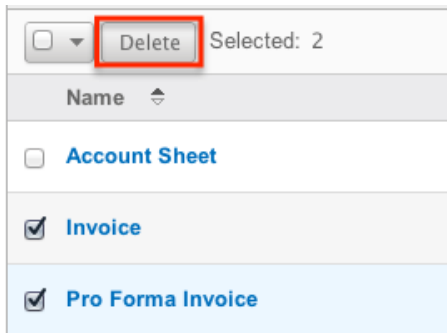 Delete Selected: 2
Name
Account Sheet
Invoice
Pro Forma Invoice